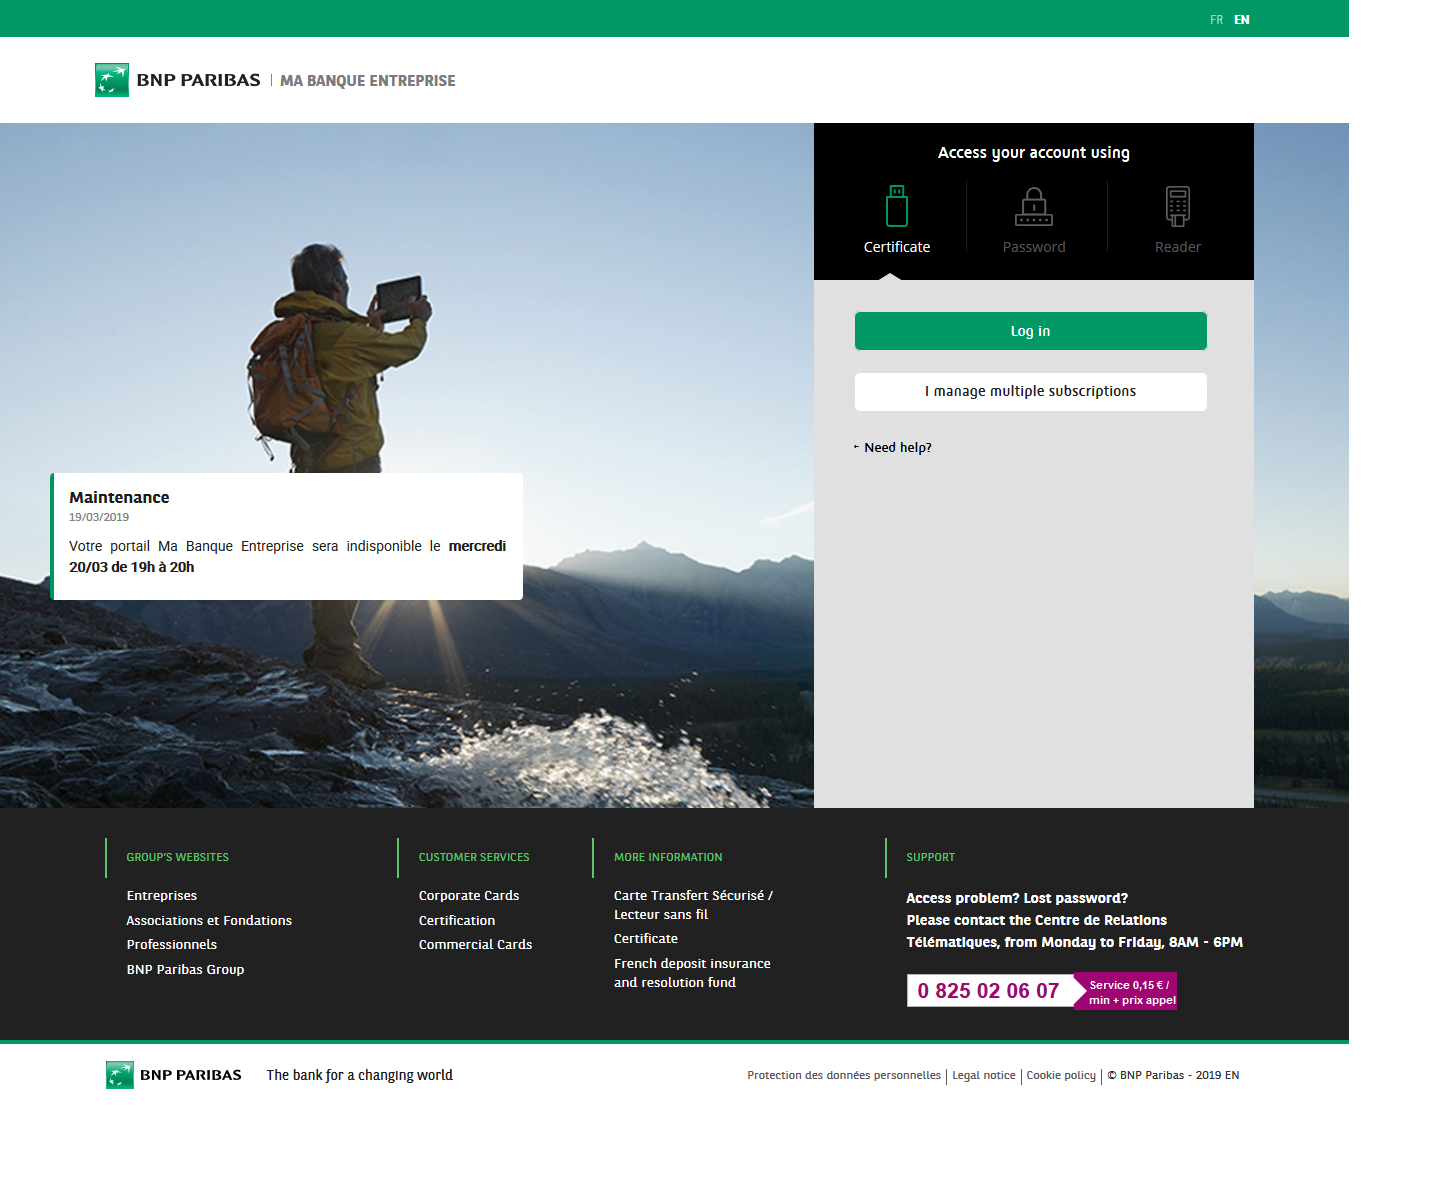 FR EN
BNP PARIBAS | MA BANQUE ENTREPRISE
Access your account using
Certificate
Password
Reader
Log in
I manage multiple subscriptions
Need help?
Maintenance
19/03/2019
Votre portail Ma Banque Entreprise sera indisponible le mercredi
20/03 de 19h à 20h
GROUP'S WEBSITES
Entreprises
Associations et Fondations
Professionnels
BNP Paribas Group
CUSTOMER SERVICES
Corporate Cards
Certification
Commercial Cards
MORE INFORMATION
Carte Transfert Sécurisé /
Lecteur sans fil
Certificate
French deposit insurance
and resolution fund
SUPPORT
Access problem? Lost password?
Please contact the Centre de Relations
Télématiques, from Monday to Friday, 8AM - 6PM
0 825 02 06 07
Service 0,15 € /
min + prix appel
BNP PARIBAS
The bank for a changing world
Protection des données personnelles | Legal notice | Cookie policy | © BNP Paribas - 2019 EN